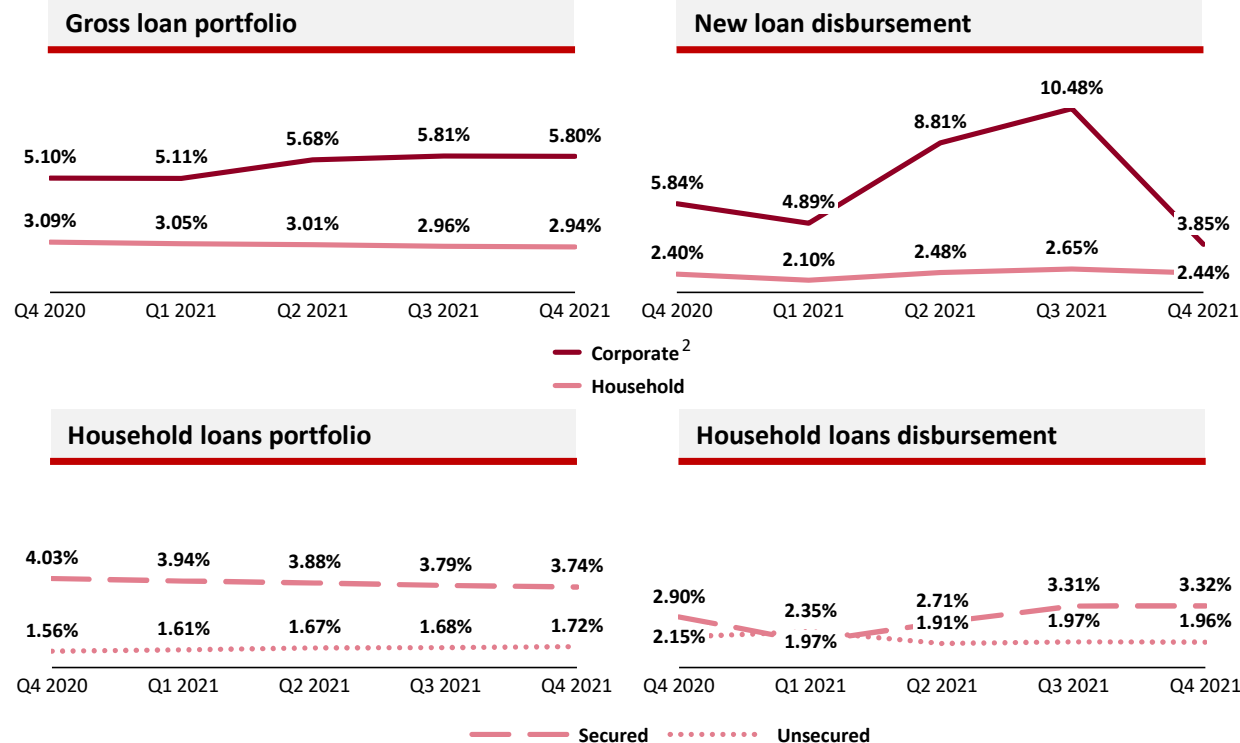 Gross loan portfolio
5.10% 5.11% 5.68% 5.81% 5.80%
3.09% 3.05% 3.01% 2.96% 2.94%
Q4 2020 Q1 2021 Q2 2021 Q3 2021 Q4 2021
New loan disbursement
5.84% 4.89% 8.81% 10.48% 3.85%
2.40% 2.10% 2.48% 2.65% 2.44%
Q4 2020 Q1 2021 Q2 2021 Q3 2021 Q4 2021
Corporate 2
Household
Household loans portfolio
4.03% 3.94% 3.88% 3.79% 3.74%
1.56% 1.61% 1.67% 1.68% 1.72%
Q4 2020 Q1 2021 Q2 2021 Q3 2021 Q4 2021
Household loans disbursement
2.90% 2.35% 2.71% 3.31% 3.32%
2.15% 1.97% 1.91% 1.97% 1.96%
Q4 2020 Q1 2021 Q2 2021 Q3 2021 Q4 2021
Secured Unsecured